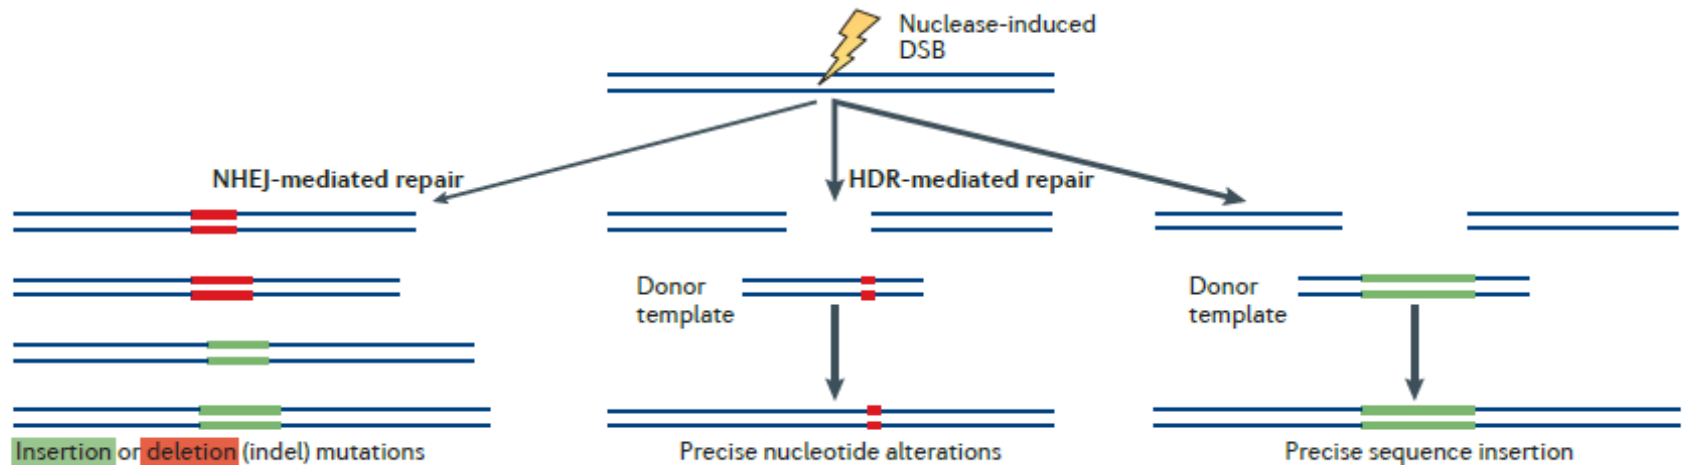 Nuclease-induced
DSB
NHEJ-mediated repair
HDR-mediated repair
Donor
template
Donor
template
Insertion or deletion (indel) mutations
Precise nucleotide alterations
Precise sequence insertion